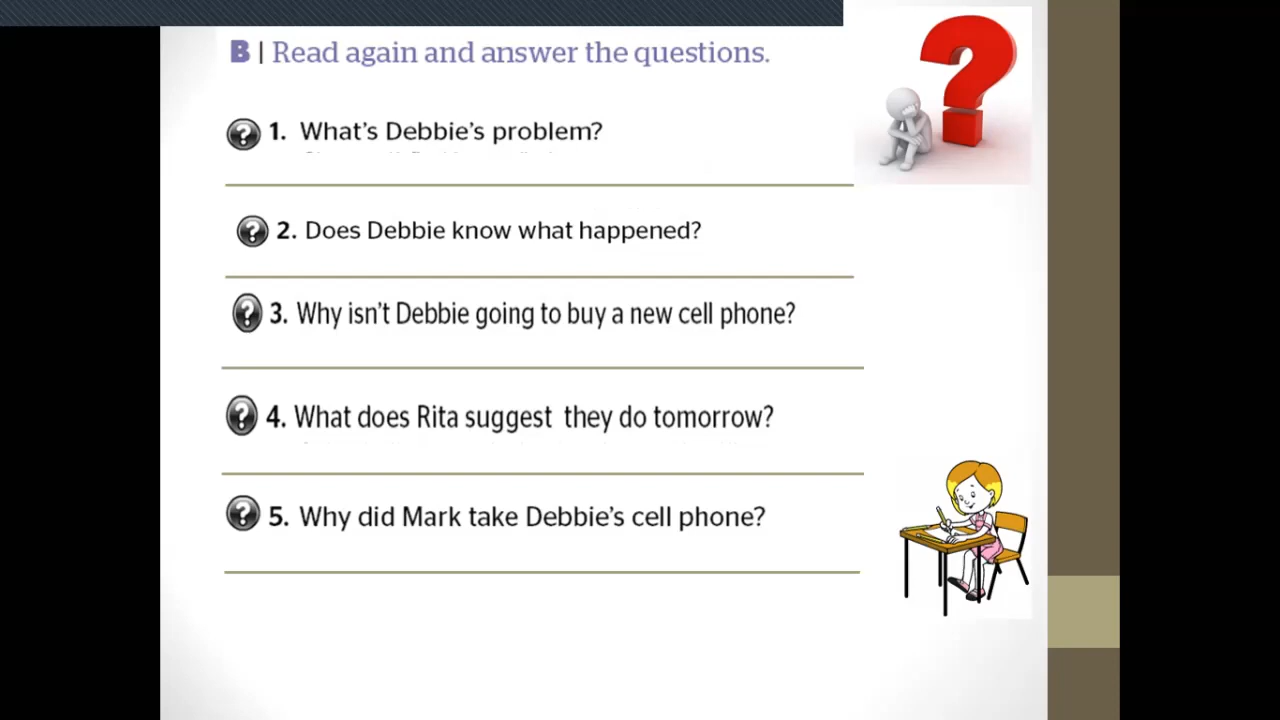 B | Read again and answer the questions.
1. What's Debbie's problem?
2. Does Debbie know what happened?
3. Why isn't Debbie going to buy a new cell phone?
4. What does Rita suggest they do tomorrow?
5. Why did Mark take Debbie's cell phone?